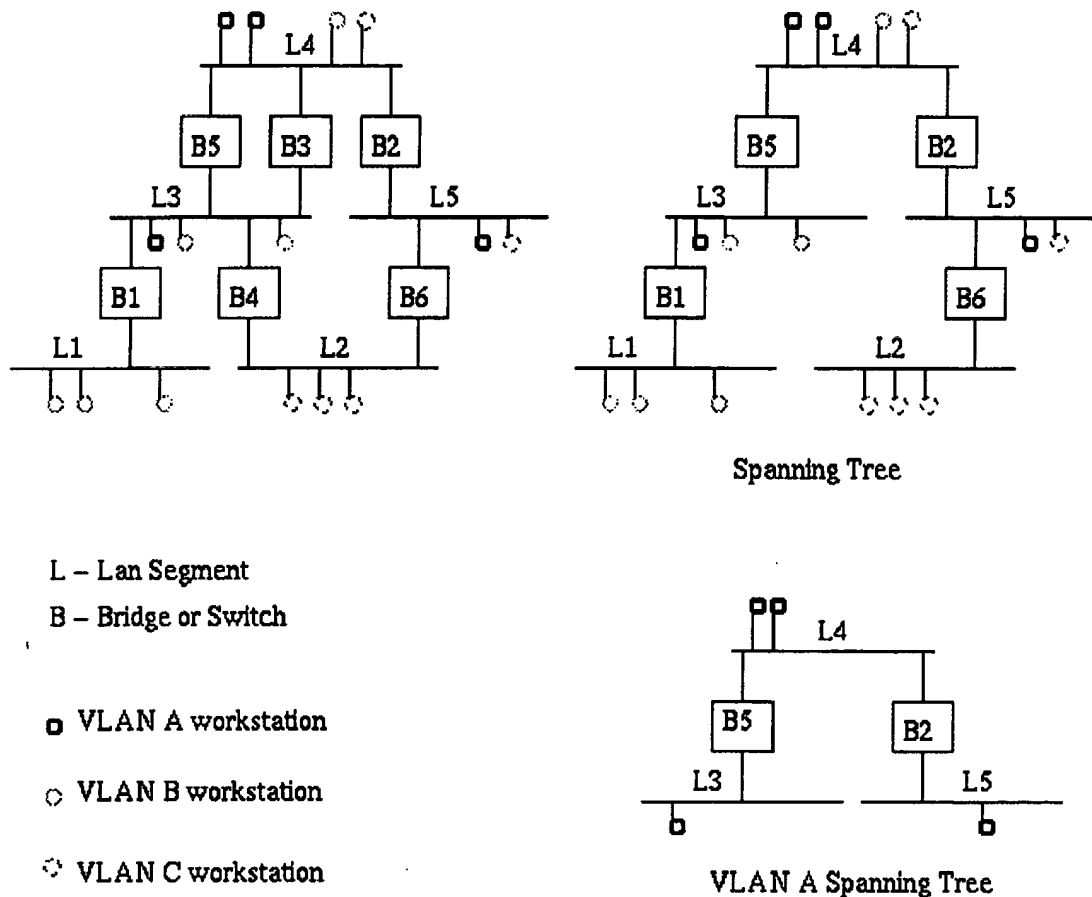 L4
B5 B3 B2
L3 L5
B1 B4 B6
L1 L2
L4
B5 B2
L3 L5
B1 B6
L1 L2
Spanning Tree
L – Lan Segment
B – Bridge or Switch
VLAN A workstation
VLAN B workstation
VLAN C workstation
L4
B5 B2
L3 L5
VLAN A Spanning Tree